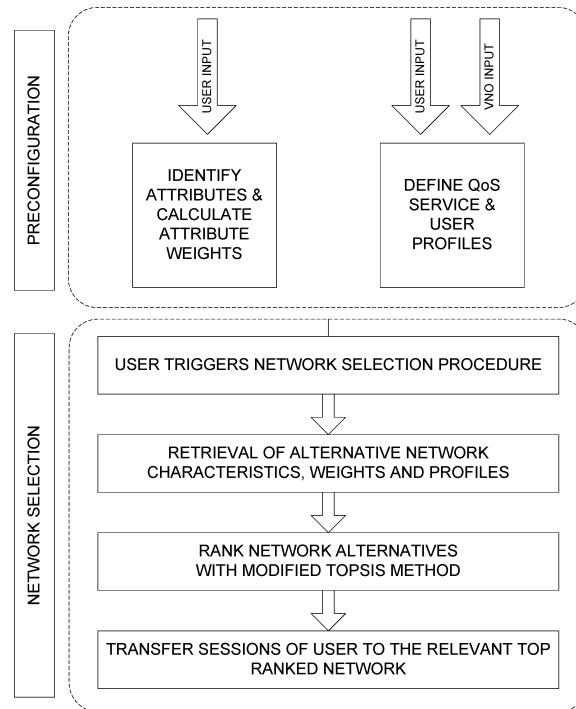 PRECONFIGURATION
USER INPUT
USER INPUT
VNO INPUT
IDENTIFY
ATTRIBUTES &
CALCULATE
ATTRIBUTE
WEIGHTS
DEFINE QoS
SERVICE &
USER
PROFILES
NETWORK SELECTION
USER TRIGGERS NETWORK SELECTION PROCEDURE
RETRIEVAL OF ALTERNATIVE NETWORK
CHARACTERISTICS, WEIGHTS AND PROFILES
RANK NETWORK ALTERNATIVES
WITH MODIFIED TOPSIS METHOD
TRANSFER SESSIONS OF USER TO THE RELEVANT TOP
RANKED NETWORK